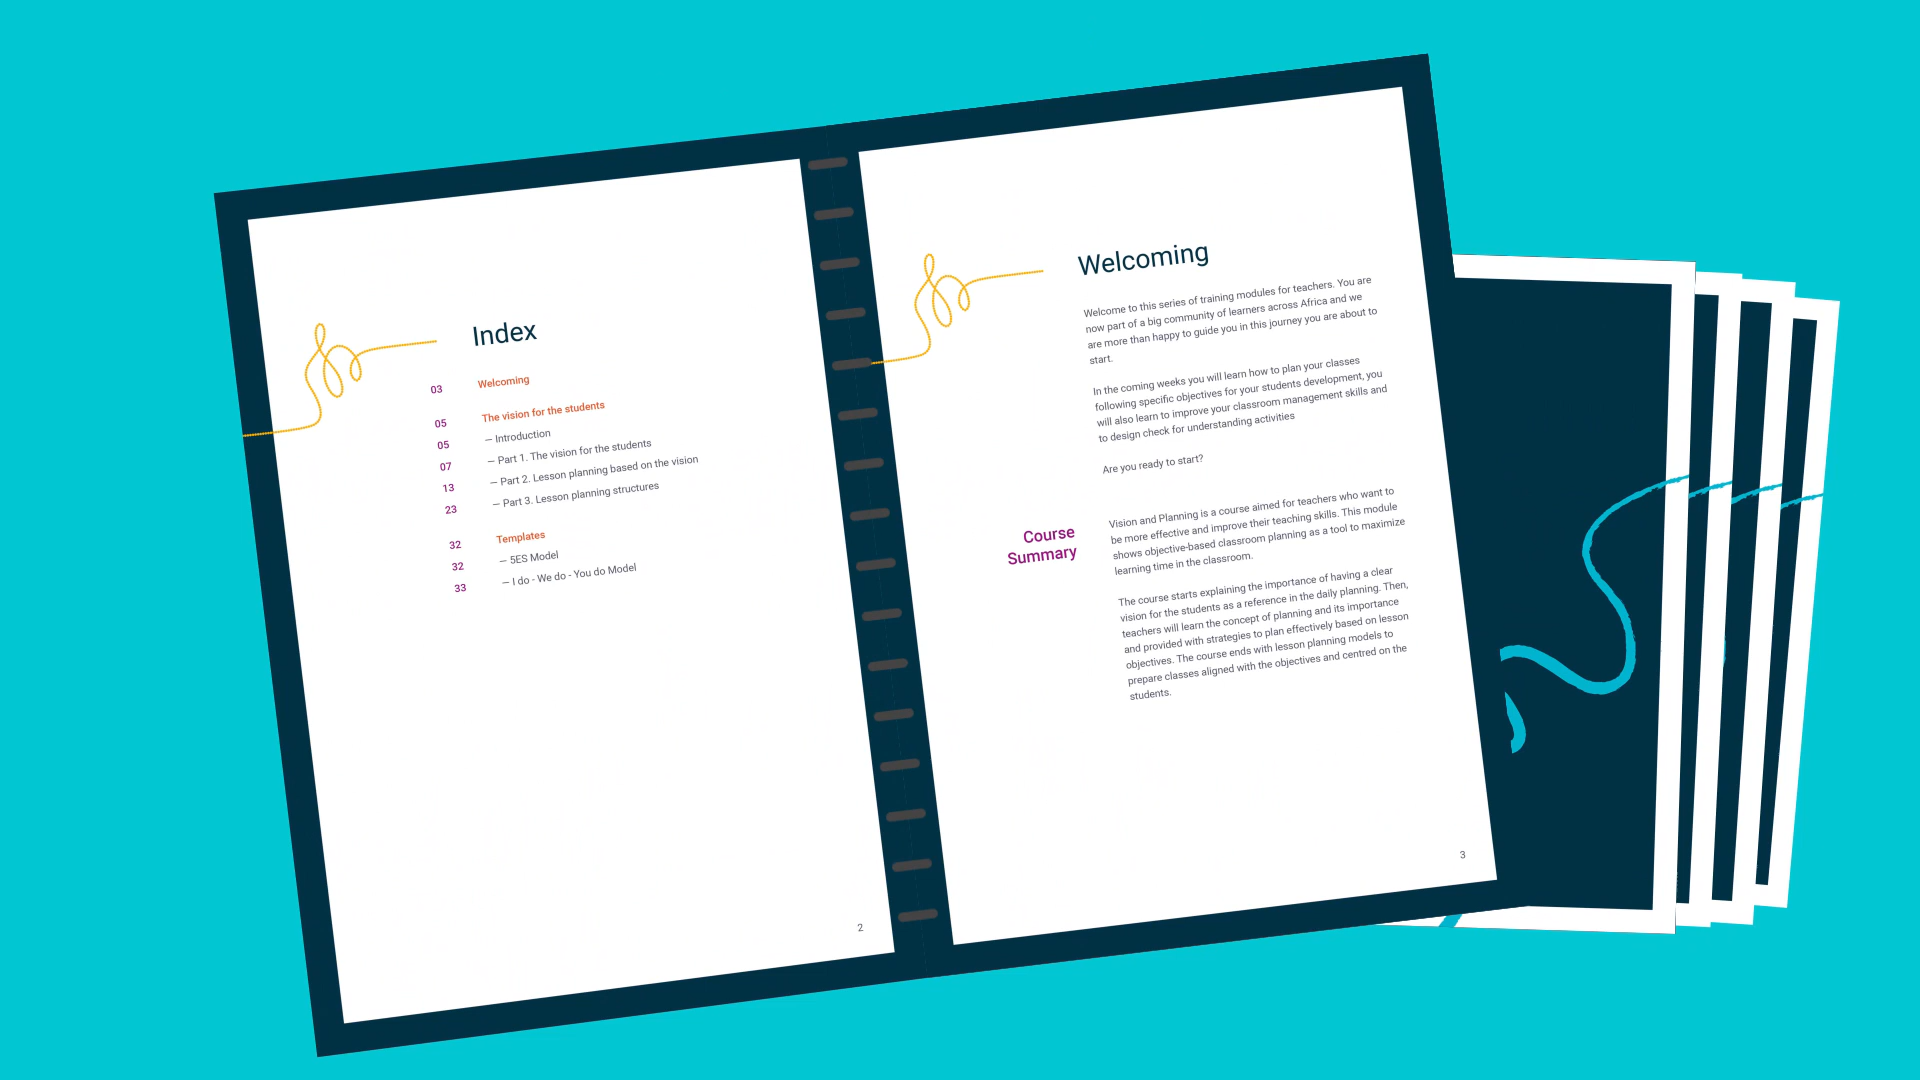 Index
03 Welcoming
05 The vision for the students
05 — Introduction
07 — Part 1. The vision for the students
13 — Part 2. Lesson planning based on the vision
23 — Part 3. Lesson planning structures
32 Templates
32 — 5ES Model
33 — I do - We do - You do Model
2
Welcoming
Welcome to this series of training modules for teachers. You are
now part of a big community of learners across Africa and we
are more than happy to guide you in this journey you are about to
start.
In the coming weeks you will learn how to plan your classes
following specific objectives for your students development, you
will also learn to improve your classroom management skills and
to design check for understanding activities
Are you ready to start?
Course
Summary
Vision and Planning is a course aimed for teachers who want to
be more effective and improve their teaching skills. This module
shows objective-based classroom planning as a tool to maximize
learning time in the classroom.
The course starts explaining the importance of having a clear
vision for the students as a reference in the daily planning. Then,
teachers will learn the concept of planning and its importance
and provided with strategies to plan effectively based on lesson
objectives. The course ends with lesson planning models to
prepare classes aligned with the objectives and centred on the
students.
3